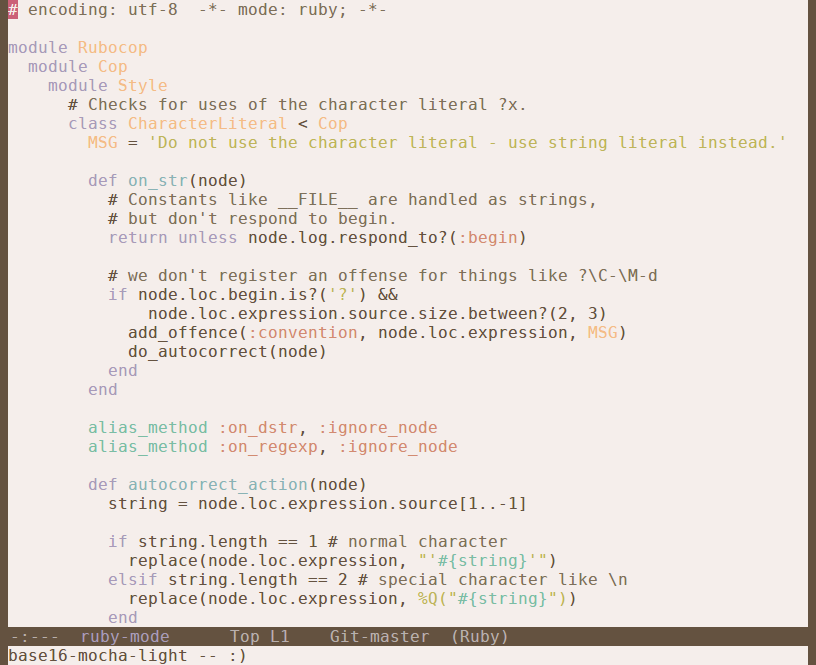 # encoding: utf-8  -*- mode: ruby; -*-

module Rubocop
  module Cop
    module Style
      # Checks for uses of the character literal ?x.
      class CharacterLiteral < Cop
        MSG = 'Do not use the character literal - use string literal instead.'

        def on_str(node)
          # Constants like __FILE__ are handled as strings,
          # but don't respond to begin.
          return unless node.log.respond_to?(:begin)

          # we don't register an offense for things like ?\C-\M-d
          if node.loc.begin.is?('?') &&
              node.loc.expression.source.size.between?(2, 3)
            add_offence(:convention, node.loc.expression, MSG)
            do_autocorrect(node)
          end
        end

        alias_method :on_dstr, :ignore_node
        alias_method :on_regexp, :ignore_node

        def autocorrect_action(node)
          string = node.loc.expression.source[1..-1]

          if string.length == 1 # normal character
            replace(node.loc.expression, "'#{string}'")
          elsif string.length == 2 # special character like \n
            replace(node.loc.expression, %Q("#{string}"))
          end
-:---  ruby-mode      Top L1    Git-master  (Ruby)
base16-mocha-light -- :)